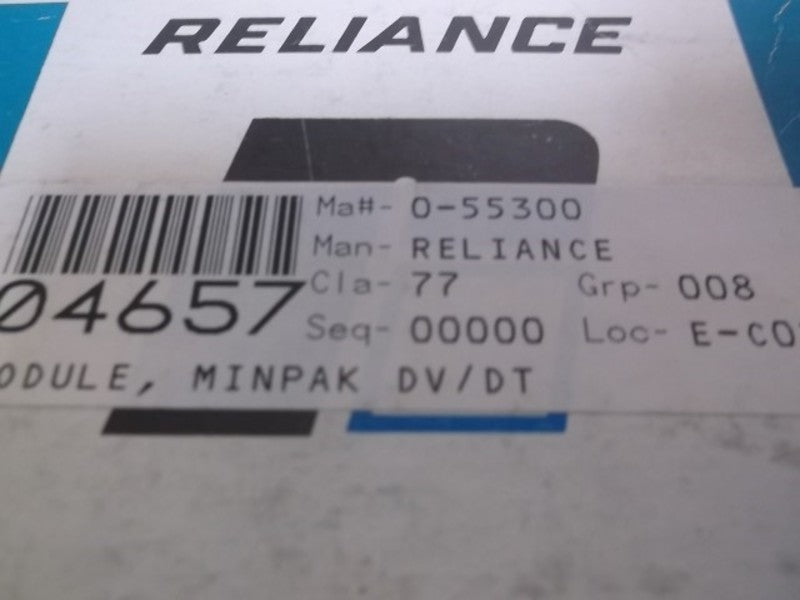 RELIANCE
Ma#- 0-55300
Man- RELIANCE
04657
Cla- 77 Grp- 008
Seq- 00000 Loc- E-CO
ODULE, MINPAK DV/DT